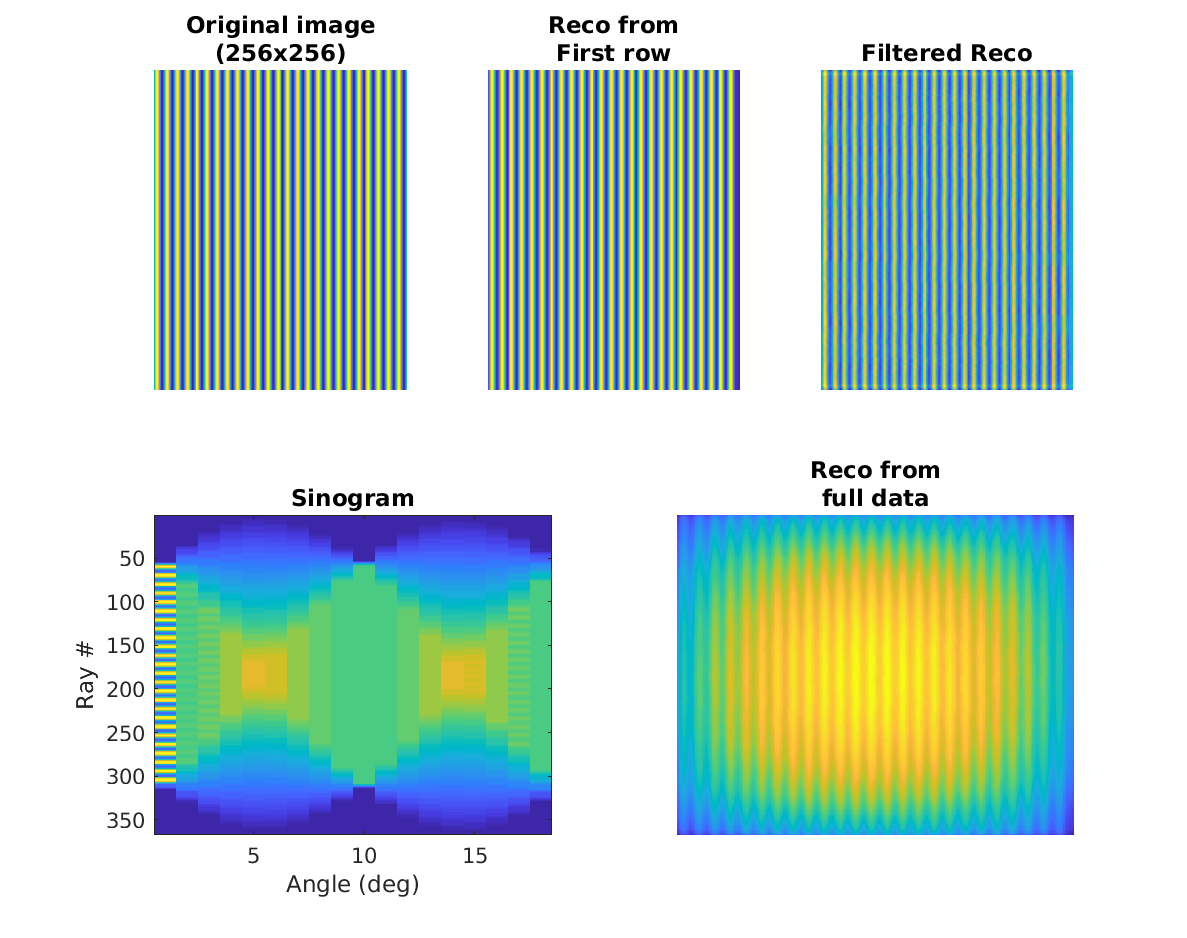 Original image
(256x256)
Reco from
First row
Filtered Reco
Sinogram
50
100
150
200
250
300
350
Ray #
5
10
15
Angle (deg)
Reco from
full data